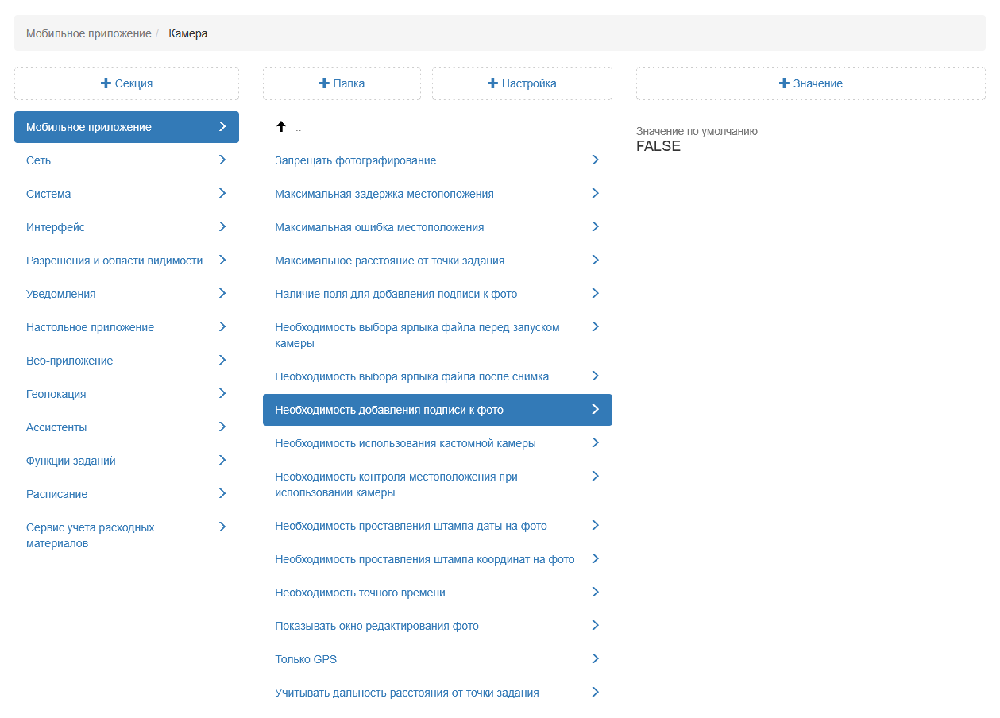 Мобильное приложение / Камера
Секция
Папка
Настройка
Значение
Мобильное приложение
Сеть
Система
Интерфейс
Разрешения и области видимости
Уведомления
Настольное приложение
Веб-приложение
Геолокация
Ассистенты
Функции заданий
Расписание
Сервис учета расходных
материалов
..
Запрещать фотографирование
Максимальная задержка местоположения
Максимальная ошибка местоположения
Максимальное расстояние от точки задания
Наличие поля для добавления подписи к фото
Необходимость выбора ярлыка файла перед запуском
камеры
Необходимость выбора ярлыка файла после снимка
Необходимость добавления подписи к фото
Необходимость использования кастомной камеры
Необходимость контроля местоположения при
использовании камеры
Необходимость проставления штампа даты на фото
Необходимость проставления штампа координат на фото
Необходимость точного времени
Показывать окно редактирования фото
Только GPS
Учитывать дальность расстояния от точки задания
Значение по умолчанию
FALSE